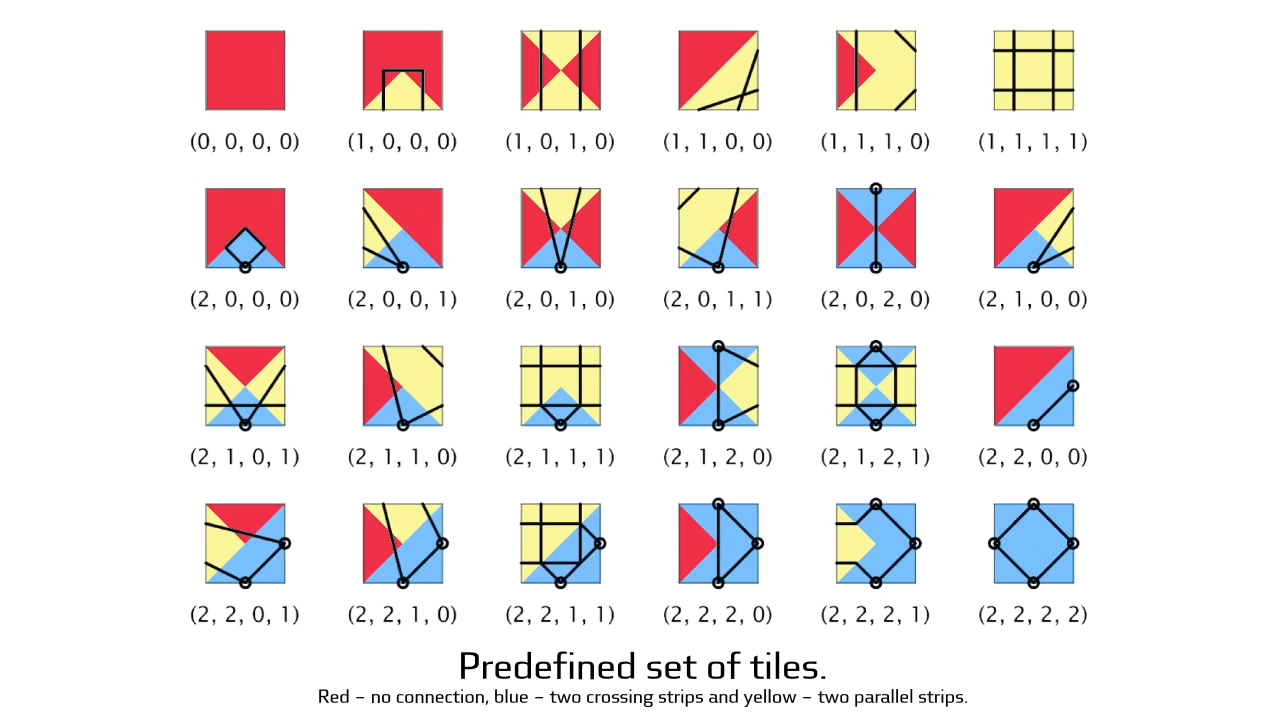 (0, 0, 0, 0) (1, 0, 0, 0) (1, 0, 1, 0) (1, 1, 0, 0) (1, 1, 1, 0) (1, 1, 1, 1)
(2, 0, 0, 0) (2, 0, 0, 1) (2, 0, 1, 0) (2, 0, 1, 1) (2, 0, 2, 0) (2, 1, 0, 0)
(2, 1, 0, 1) (2, 1, 1, 0) (2, 1, 1, 1) (2, 1, 2, 0) (2, 1, 2, 1) (2, 2, 0, 0)
(2, 2, 0, 1) (2, 2, 1, 0) (2, 2, 1, 1) (2, 2, 2, 0) (2, 2, 2, 1) (2, 2, 2, 2)
Predefined set of tiles.
Red – no connection, blue – two crossing strips and yellow – two parallel strips.